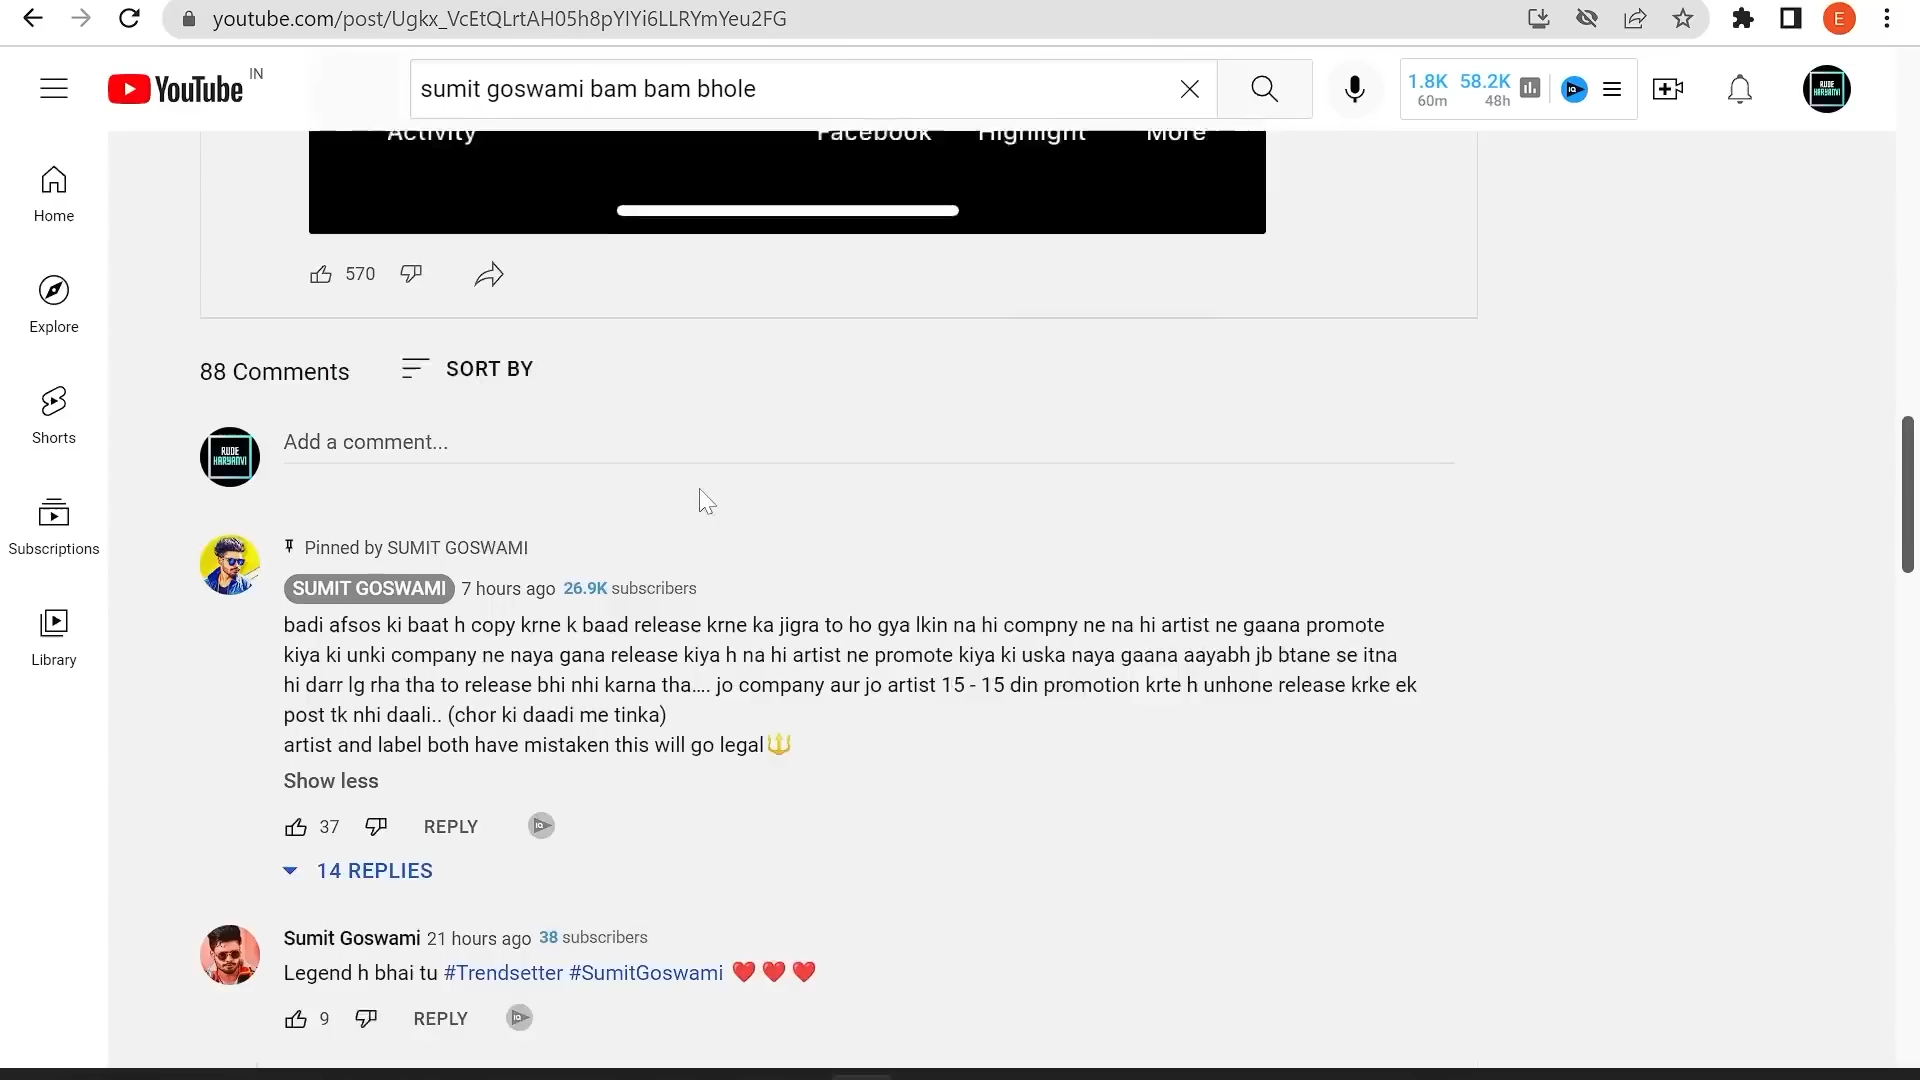 youtube.com/post/Ugkx_VcEtQLrtAH05h8pYIYi6LLRYmYeu2FG
E
YouTube IN
sumit goswami bam bam bhole
1.8K 58.2K
60m 48h
RUDE HARYANVI
Activity Facebook Highlight More
Home
Explore
Shorts
Subscriptions
Library
570
88 Comments SORT BY
RUDE HARYANVI
Add a comment...
Pinned by SUMIT GOSWAMI
SUMIT GOSWAMI 7 hours ago 26.9K subscribers
badi afsos ki baat h copy krne k baad release krne ka jigra to ho gya lkin na hi compny ne na hi artist ne gaana promote
kiya ki unki company ne naya gana release kiya h na hi artist ne promote kiya ki uska naya gaana aayabh jb btane se itna
hi darr lg rha tha to release bhi nhi karna tha.... jo company aur jo artist 15 - 15 din promotion krte h unhone release krke ek
post tk nhi daali.. (chor ki daadi me tinka)
artist and label both have mistaken this will go legal🔱
Show less
37 REPLY
14 REPLIES
Sumit Goswami 21 hours ago 38 subscribers
Legend h bhai tu #Trendsetter #SumitGoswami ❤️❤️❤️
9 REPLY